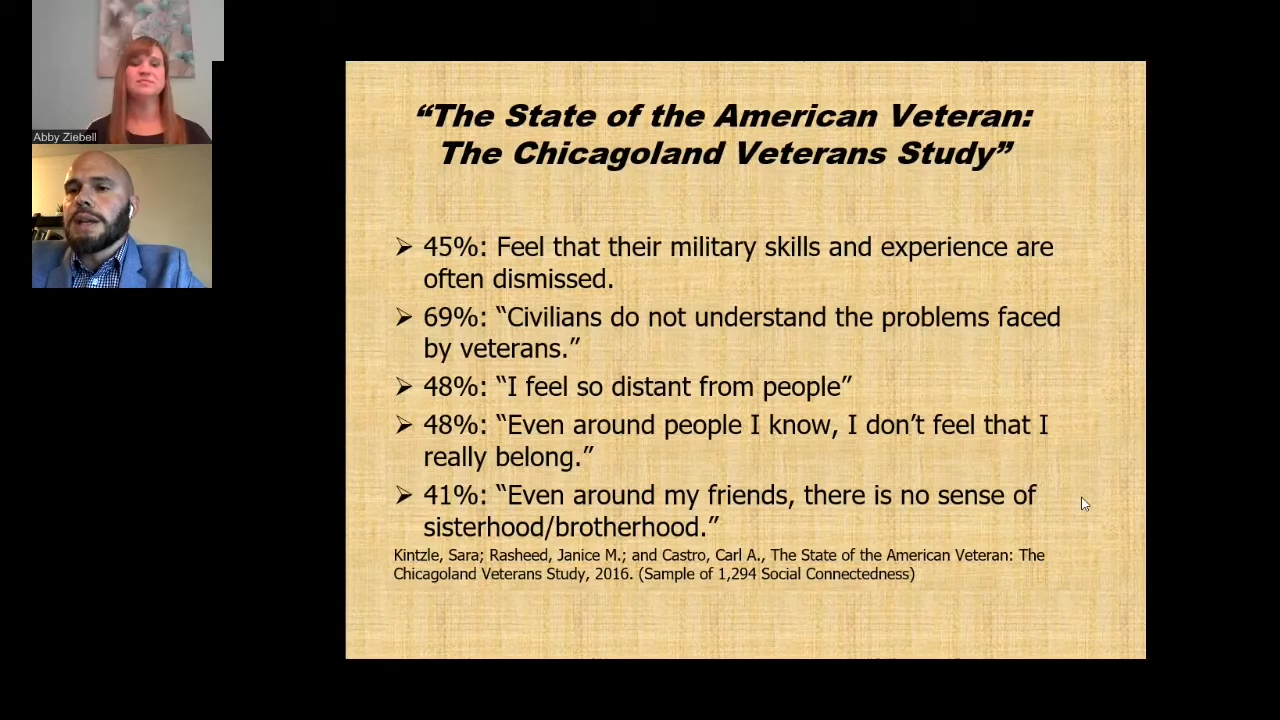 Abby Ziebell
“The State of the American Veteran:
The Chicagoland Veterans Study”
➢ 45%: Feel that their military skills and experience are
often dismissed.
➢ 69%: “Civilians do not understand the problems faced
by veterans.”
➢ 48%: “I feel so distant from people”
➢ 48%: “Even around people I know, I don’t feel that I
really belong.”
➢ 41%: “Even around my friends, there is no sense of
sisterhood/brotherhood.”
Kintzle, Sara; Rasheed, Janice M.; and Castro, Carl A., The State of the American Veteran: The
Chicagoland Veterans Study, 2016. (Sample of 1,294 Social Connectedness)